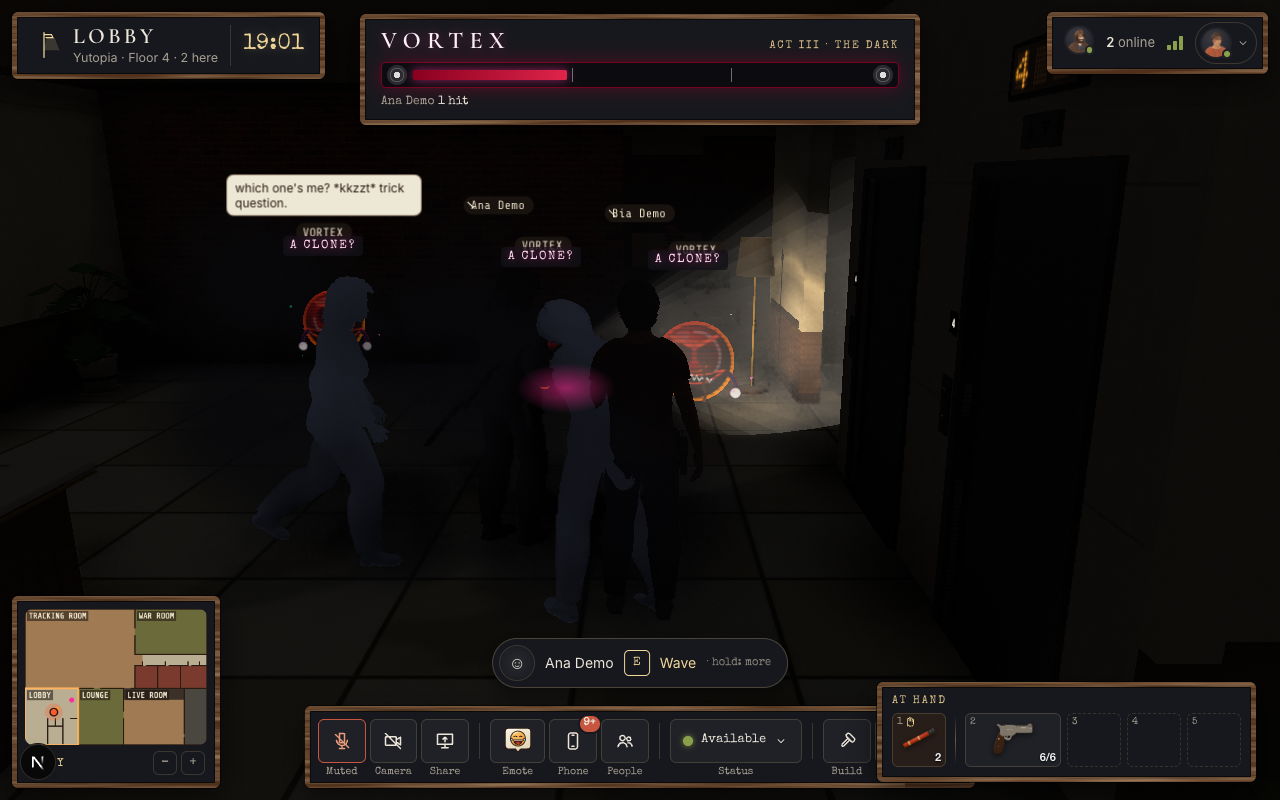 LOBBY
Yutopia · Floor 4 · 2 here
19:01
VORTEX
ACT III · THE DARK
Ana Demo 1 hit
2 online
4
which one's me? *kkzzt* trick
question.
VORTEX
A CLONE?
Ana Demo
VORTEX
A CLONE?
Bia Demo
VORTEX
A CLONE?
4
TRACKING ROOM
WAR ROOM
LOBBY
LOUNGE
LIVE ROOM
N
Y
− +
Ana Demo E Wave · hold: more
Muted
Camera
Share
Emote
9+
Phone
People
Available
Status
Build
AT HAND
1
2
2
6/6
3
4
5